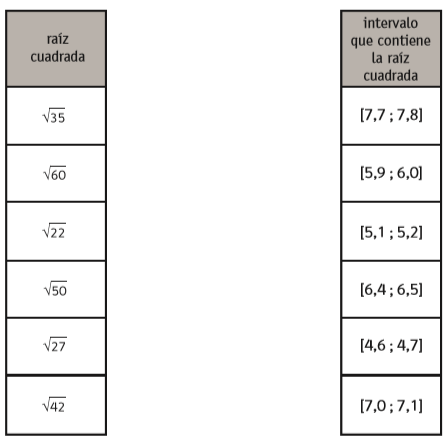 raíz
cuadrada
√35
√60
√22
√50
√27
√42
intervalo
que contiene
la raíz
cuadrada
[7,7 ; 7,8]
[5,9 ; 6,0]
[5,1 ; 5,2]
[6,4 ; 6,5]
[4,6 ; 4,7]
[7,0 ; 7,1]